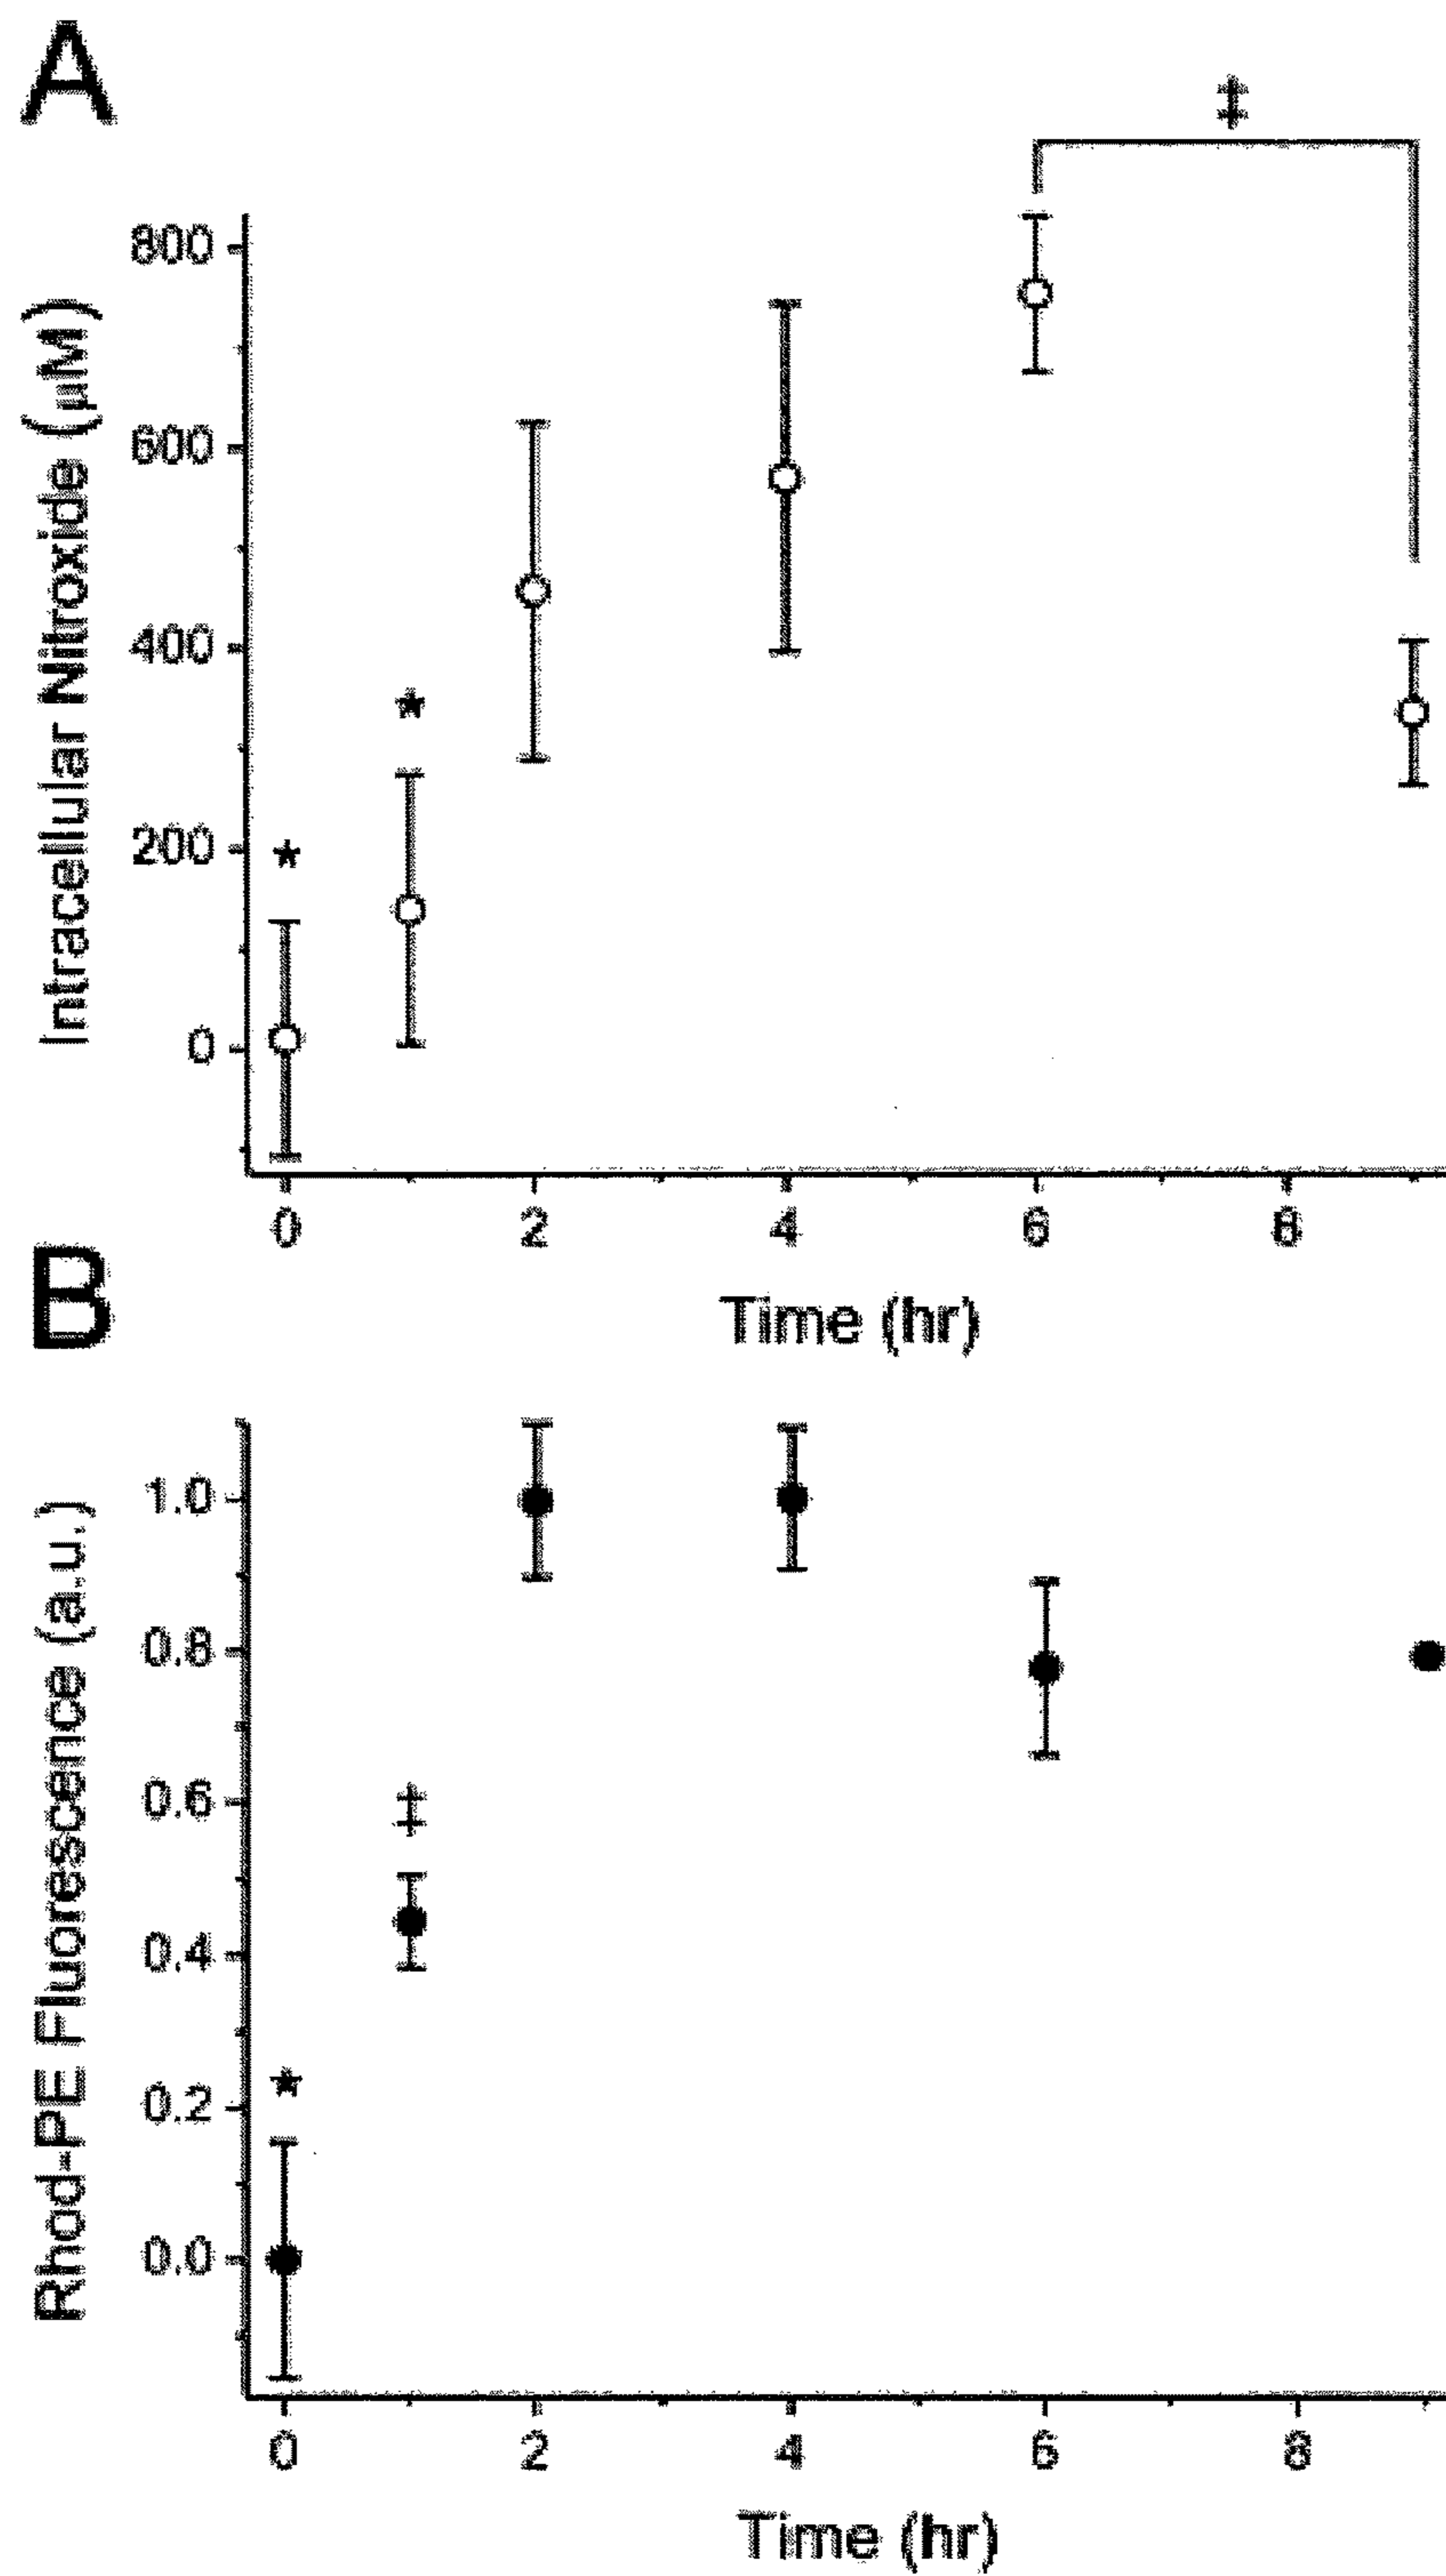 A
‡
800
600
400
200
0
★
★
Intracellular Nitroxide (µM)
0 2 4 6 8
Time (hr)
B
1.0
0.8
0.6
0.4
0.2
0.0
‡
★
Rhod-PE Fluorescence (a.u.)
0 2 4 6 8
Time (hr)